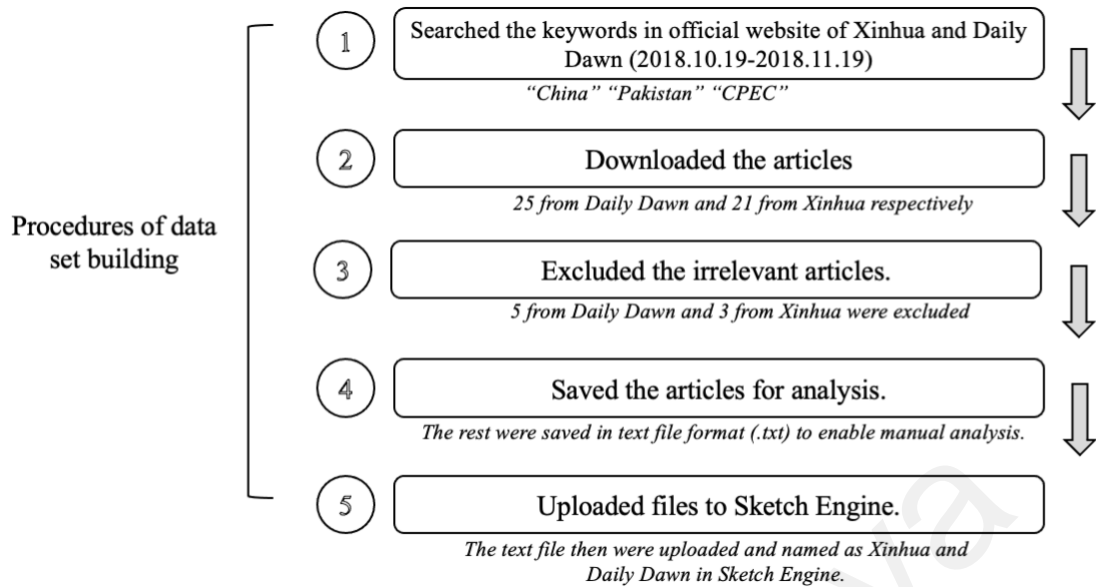 Procedures of data
set building
1
Searched the keywords in official website of Xinhua and Daily
Dawn (2018.10.19-2018.11.19)
“China” “Pakistan” “CPEC”
2
Downloaded the articles
25 from Daily Dawn and 21 from Xinhua respectively
3
Excluded the irrelevant articles.
5 from Daily Dawn and 3 from Xinhua were excluded
4
Saved the articles for analysis.
The rest were saved in text file format (.txt) to enable manual analysis.
5
Uploaded files to Sketch Engine.
The text file then were uploaded and named as Xinhua and
Daily Dawn in Sketch Engine.